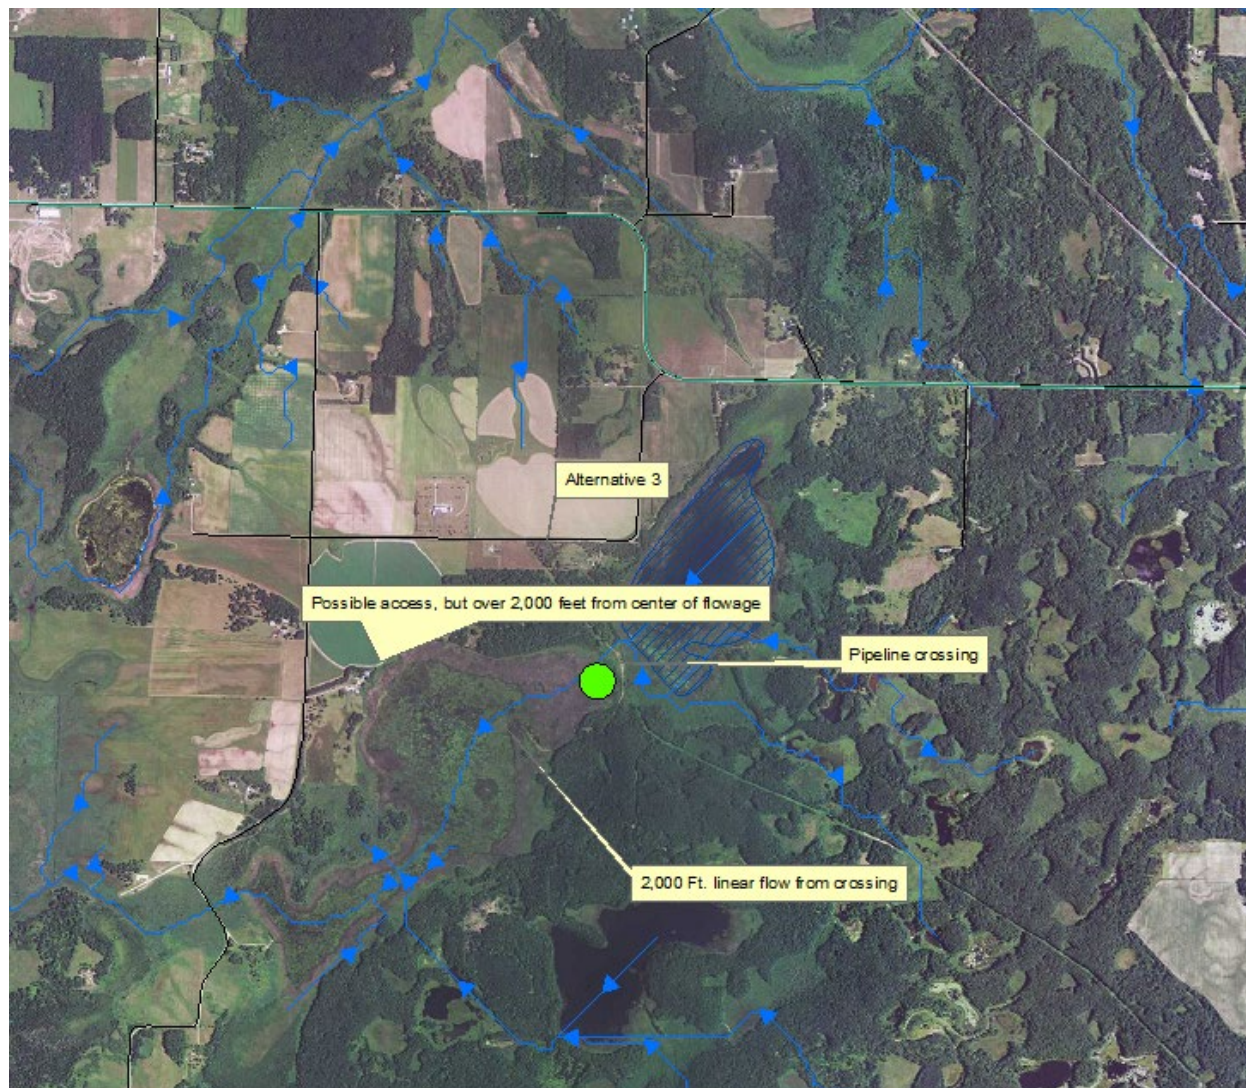 Alternative 3
Possible access, but over 2,000 feet from center of flowage
Pipeline crossing
2,000 Ft. linear flow from crossing